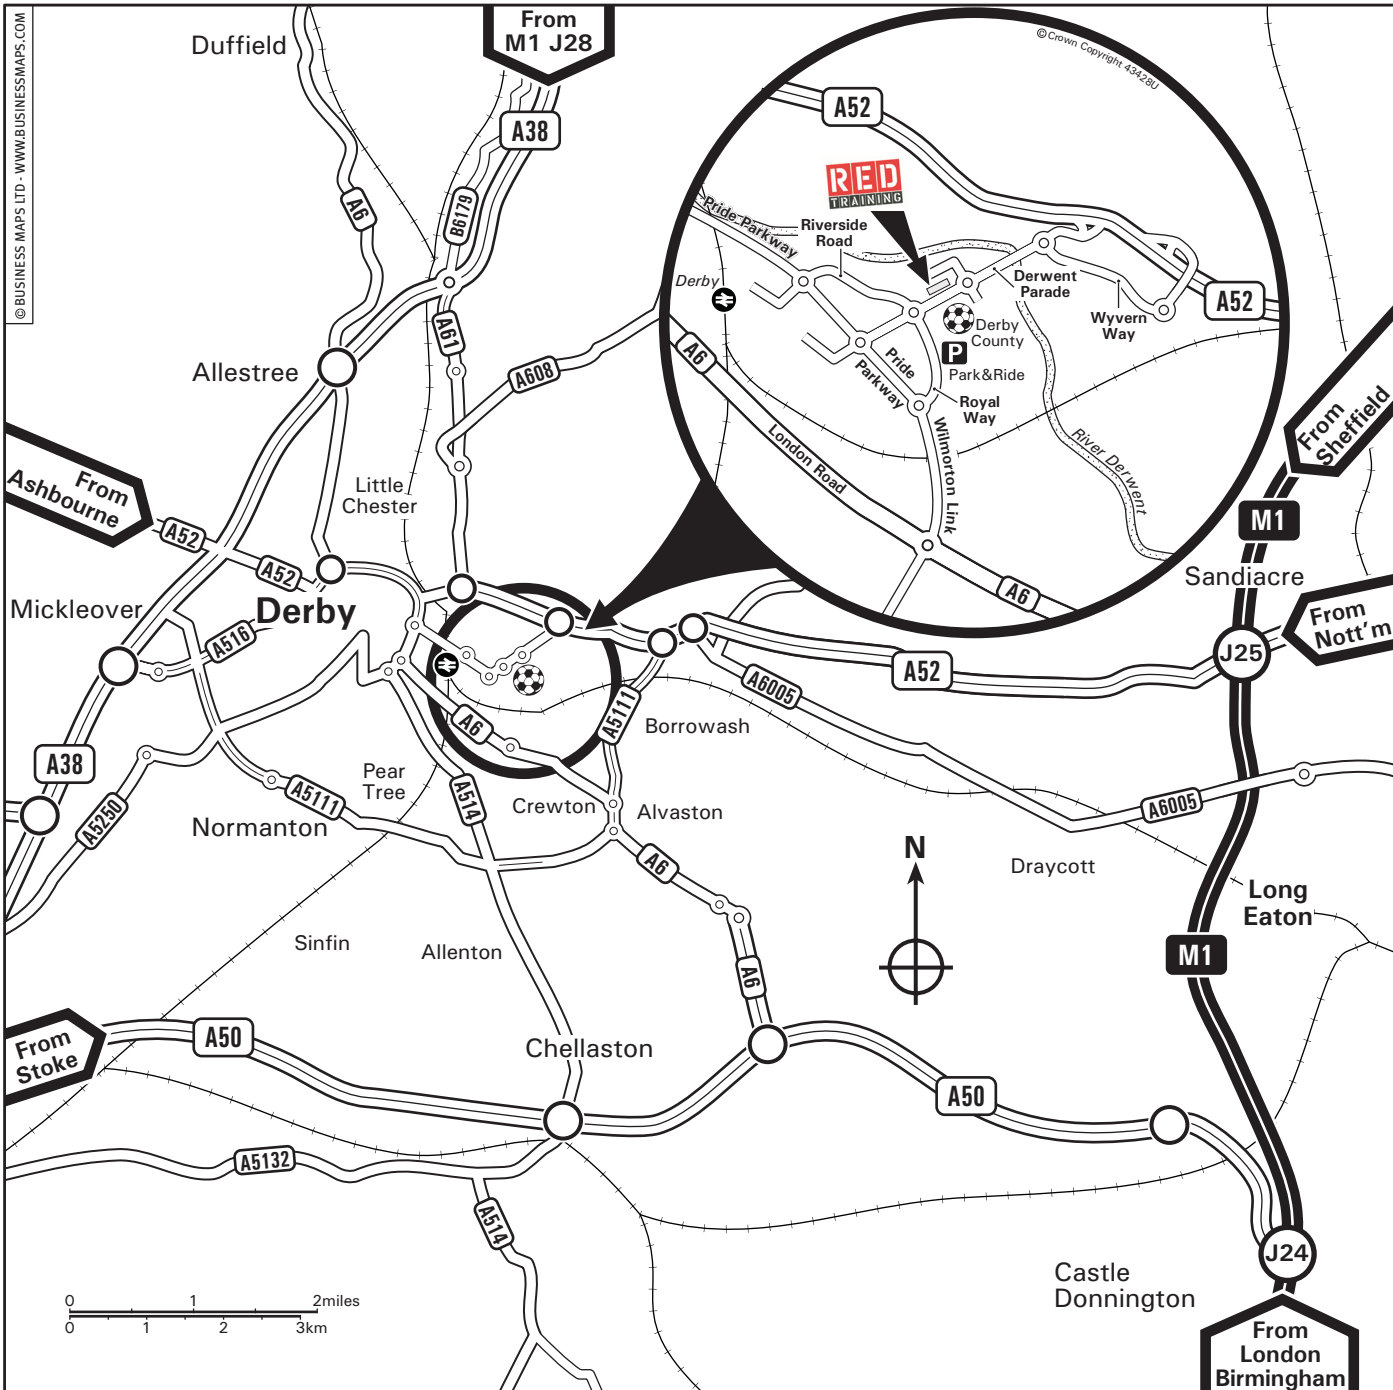 © BUSINESS MAPS LTD - WWW.BUSINESSMAPS.COM
Duffield
From
M1 J28
A38
A6
B6179
A61
A608
Allestree
From
Ashbourne
A52
A52
Little
Chester
Mickleover
Derby
A516
A38
A5250
A5111
Normanton
Pear
Tree
A514
A6
Crewton
A5111
Borrowash
Alvaston
A6
A6005
A52
A6005
Draycott
Sinfin
Allenton
A6
N
Long
Eaton
M1
From
Sheffield
M1
Sandiacre
From
Nott'm
J25
From
Stoke
A50
Chellaston
A50
A5132
A514
J24
Castle
Donnington
From
London
Birmingham
0 1 2miles
0 1 2 3km
© Crown Copyright 43428U
A52
RED
TRAINING
Pride Parkway
Riverside
Road
Derby
Derwent
Parade
A52
Wyvern
Way
Derby
County
P
Park&Ride
Pride
Parkway
Royal
Way
A6
London Road
Wilmorton Link
River Derwent
A6